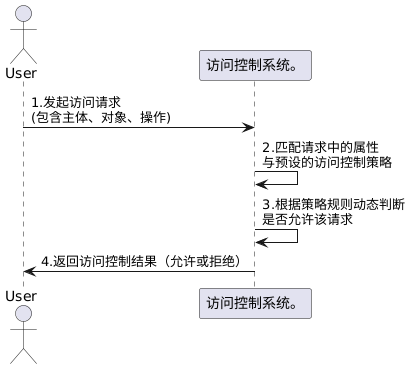 User
访问控制系统。
1.发起访问请求
(包含主体、对象、操作)
2.匹配请求中的属性
与预设的访问控制策略
3.根据策略规则动态判断
是否允许该请求
4.返回访问控制结果（允许或拒绝）
User
访问控制系统。